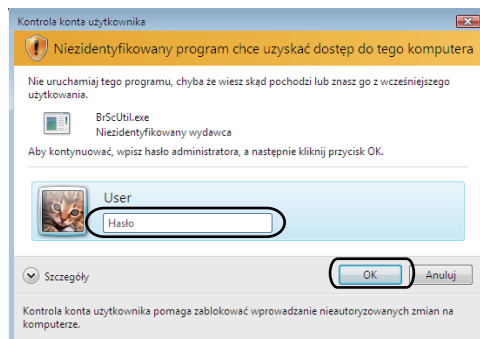 Kontrola konta użytkownika
Niezidentyfikowany program chce uzyskać dostęp do tego komputera
Nie uruchamiaj tego programu, chyba że wiesz skąd pochodzi lub znasz go z wcześniejszego
użytkowania.
BrScUtil.exe
Niezidentyfikowany wydawca
Aby kontynuować, wpisz hasło administratora, a następnie kliknij przycisk OK.
User
Hasło
Szczegóły
OK
Anuluj
Kontrola konta użytkownika pomaga zablokować wprowadzanie nieautoryzowanych zmian na
komputerze.